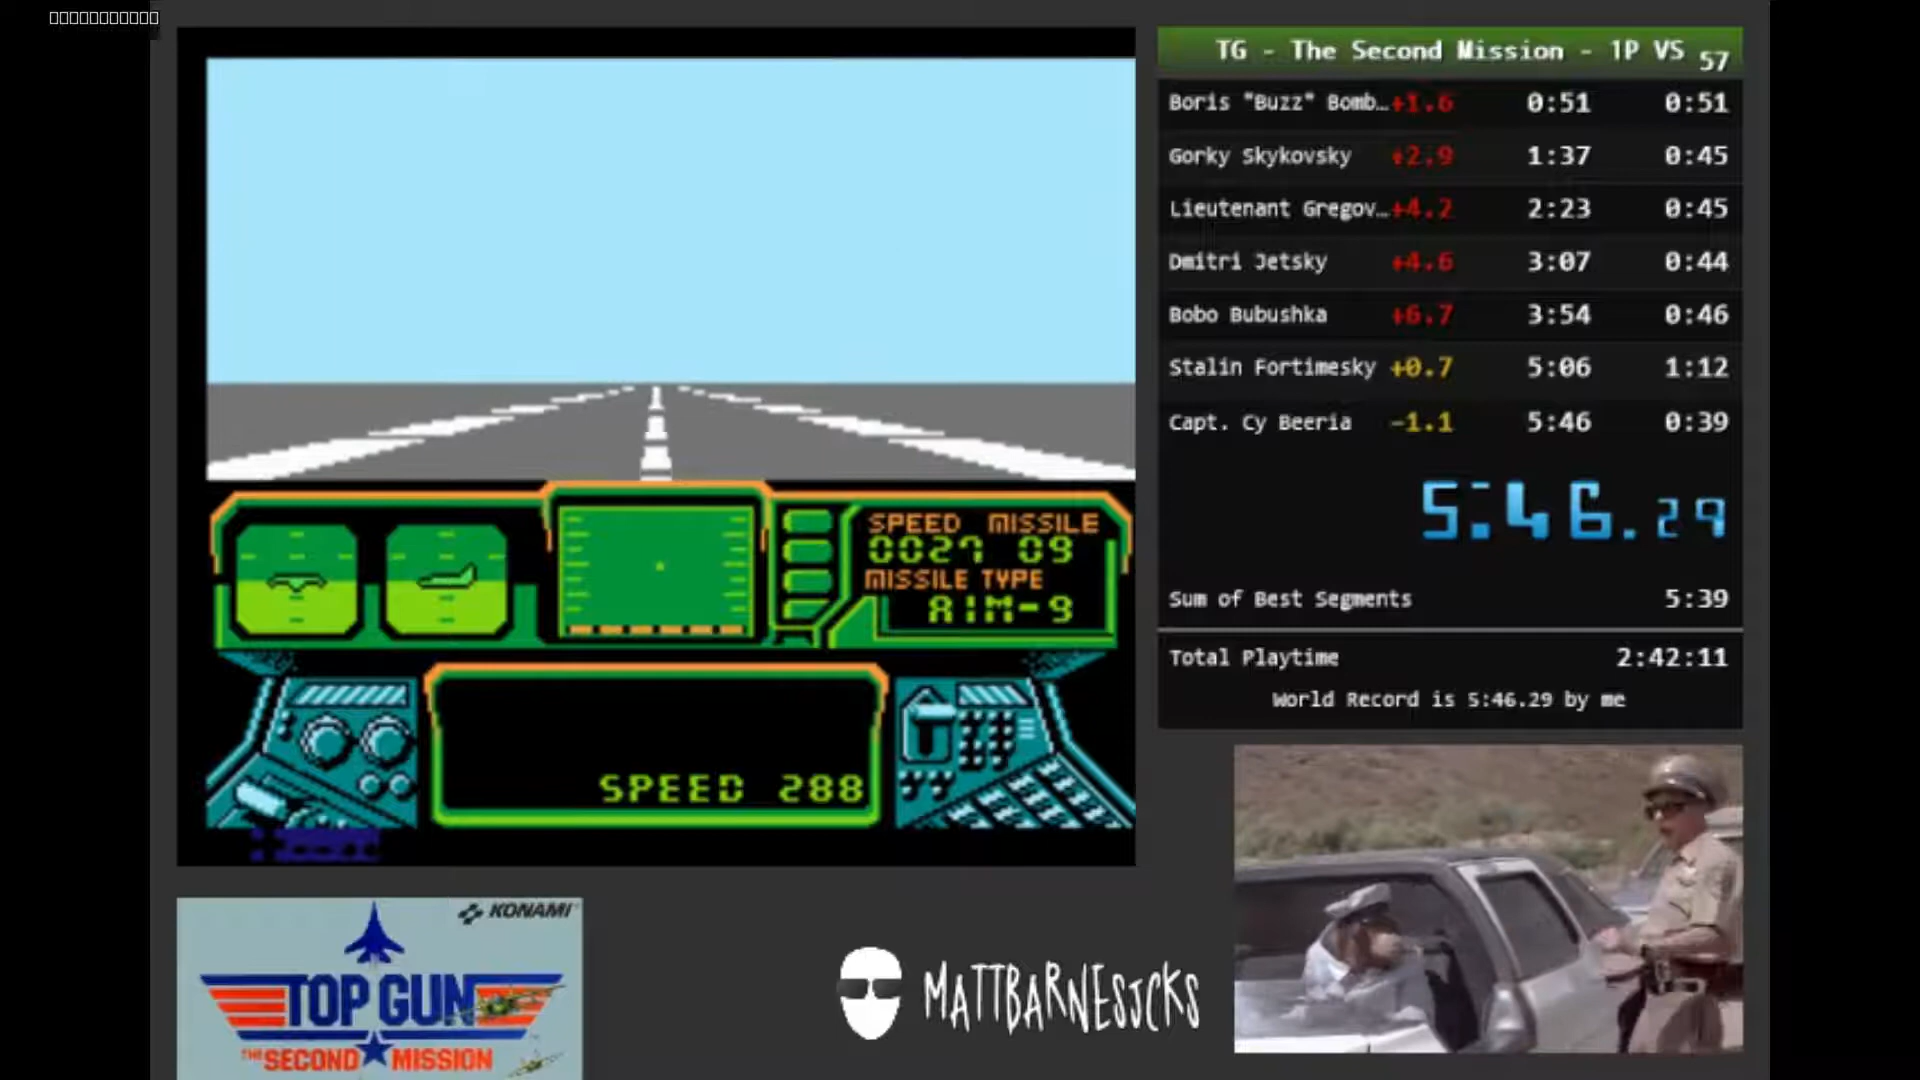 TG - The Second Mission - 1P VS 57
Boris "Buzz" Bomb… +1.6 0:51 0:51
Gorky Skykovsky +2.9 1:37 0:45
Lieutenant Gregov… +4.2 2:23 0:45
Dmitri Jetsky +4.6 3:07 0:44
Bobo Bubushka +6.7 3:54 0:46
Stalin Fortimesky +0.7 5:06 1:12
Capt. Cy Beeria -1.1 5:46 0:39
5:46.29
Sum of Best Segments 5:39
Total Playtime 2:42:11
World Record is 5:46.29 by me
SPEED MISSILE
0027 09
MISSILE TYPE
AIM-9
SPEED 288
KONAMI
TOP GUN
THE SECOND MISSION
MATTBARNESJCKS